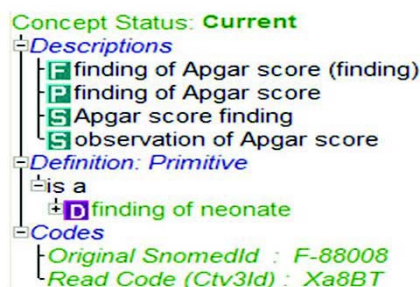 Concept Status: Current
Descriptions
F finding of Apgar score (finding)
P finding of Apgar score
S Apgar score finding
S observation of Apgar score
Definition: Primitive
is a
D finding of neonate
Codes
Original SnomedId : F-88008
Read Code (Ctv3Id) : Xa8BT